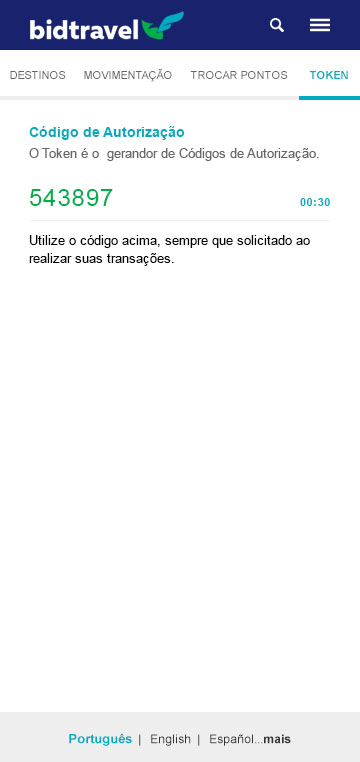 bidtravel
DESTINOS MOVIMENTAÇÃO TROCAR PONTOS TOKEN
Código de Autorização
O Token é o  gerandor de Códigos de Autorização.
543897 00:30
Utilize o código acima, sempre que solicitado ao
realizar suas transações.
Português | English | Español...mais